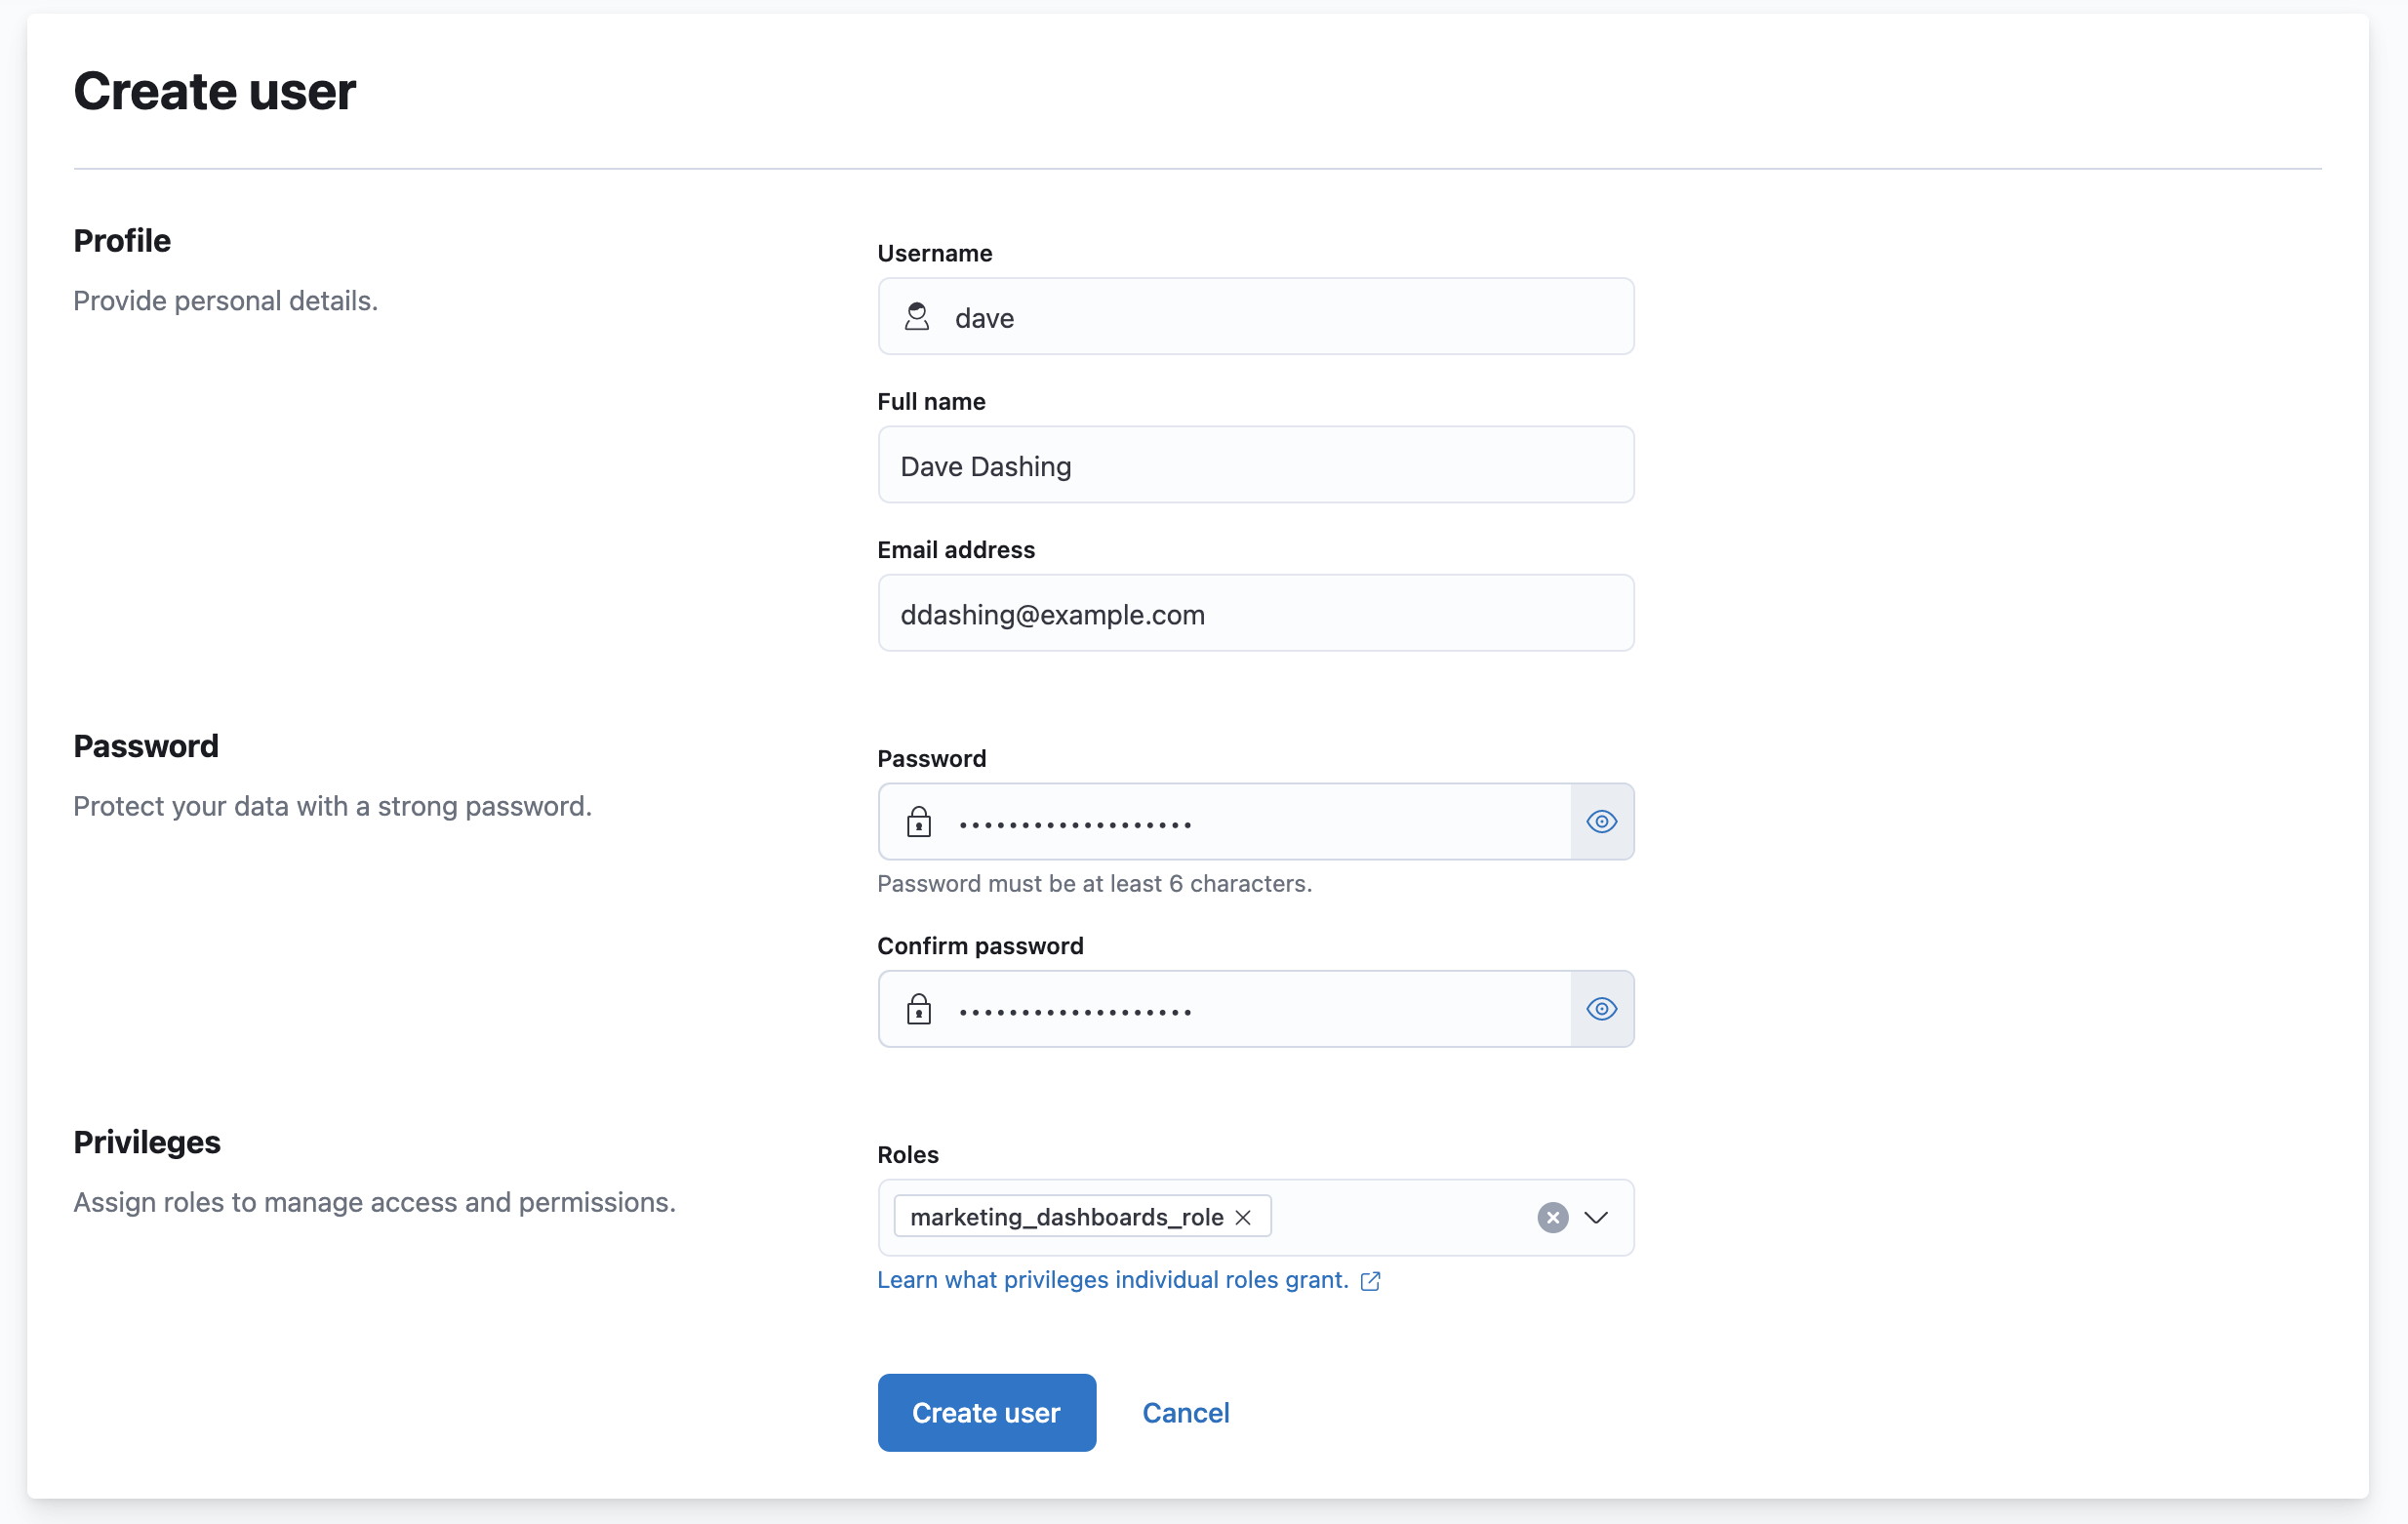 Create user
Profile
Provide personal details.
Username
dave
Full name
Dave Dashing
Email address
ddashing@example.com
Password
Protect your data with a strong password.
Password
•••••••••••••••••••
Password must be at least 6 characters.
Confirm password
•••••••••••••••••••
Privileges
Assign roles to manage access and permissions.
Roles
marketing_dashboards_role
Learn what privileges individual roles grant.
Create user
Cancel